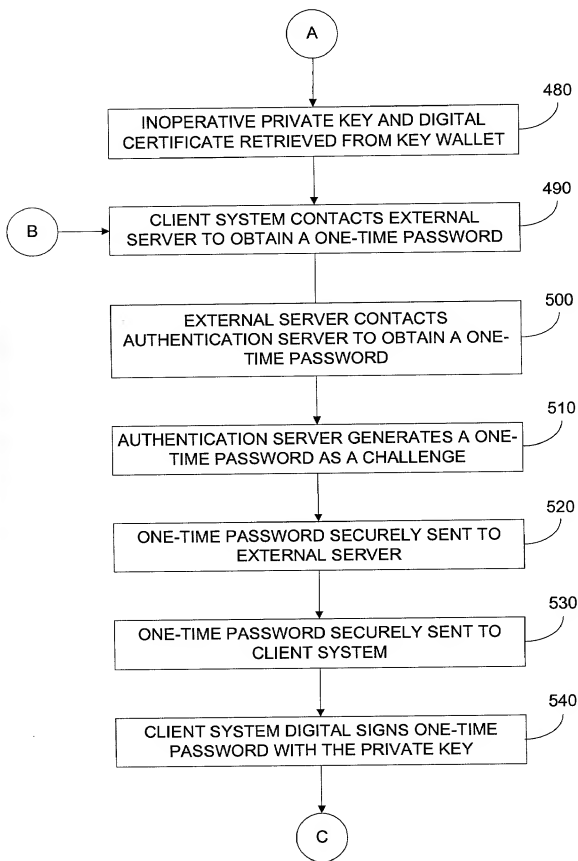 A
480
INOPERATIVE PRIVATE KEY AND DIGITAL
CERTIFICATE RETRIEVED FROM KEY WALLET
490
B
CLIENT SYSTEM CONTACTS EXTERNAL
SERVER TO OBTAIN A ONE-TIME PASSWORD
500
EXTERNAL SERVER CONTACTS
AUTHENTICATION SERVER TO OBTAIN A ONE-
TIME PASSWORD
510
AUTHENTICATION SERVER GENERATES A ONE-
TIME PASSWORD AS A CHALLENGE
520
ONE-TIME PASSWORD SECURELY SENT TO
EXTERNAL SERVER
530
ONE-TIME PASSWORD SECURELY SENT TO
CLIENT SYSTEM
540
CLIENT SYSTEM DIGITAL SIGNS ONE-TIME
PASSWORD WITH THE PRIVATE KEY
C